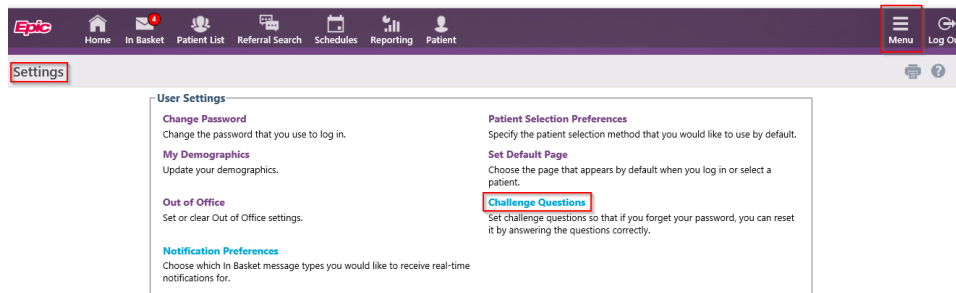 Epic
Home In Basket 4 Patient List Referral Search Schedules Reporting Patient Menu Log Ou
Settings
User Settings
Change Password
Change the password that you use to log in.
My Demographics
Update your demographics.
Out of Office
Set or clear Out of Office settings.
Notification Preferences
Choose which In Basket message types you would like to receive real-time
notifications for.
Patient Selection Preferences
Specify the patient selection method that you would like to use by default.
Set Default Page
Choose the page that appears by default when you log in or select a
patient.
Challenge Questions
Set challenge questions so that if you forget your password, you can reset
it by answering the questions correctly.